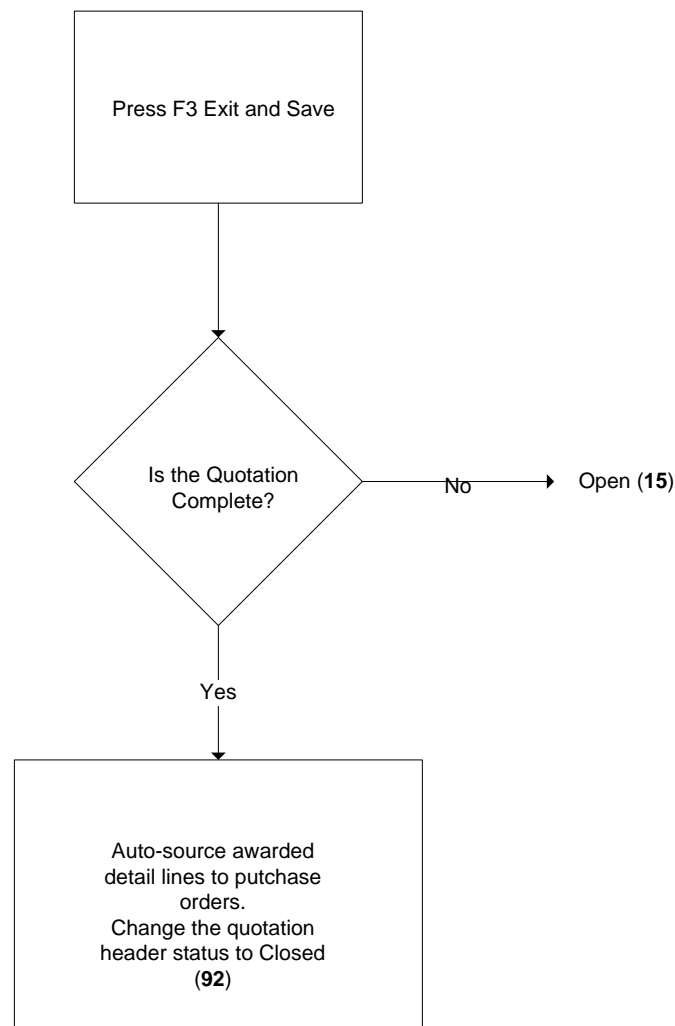 Press F3 Exit and Save
Is the Quotation
Complete?
No
Open (15)
Yes
Auto-source awarded
detail lines to putchase
orders.
Change the quotation
header status to Closed
(92)